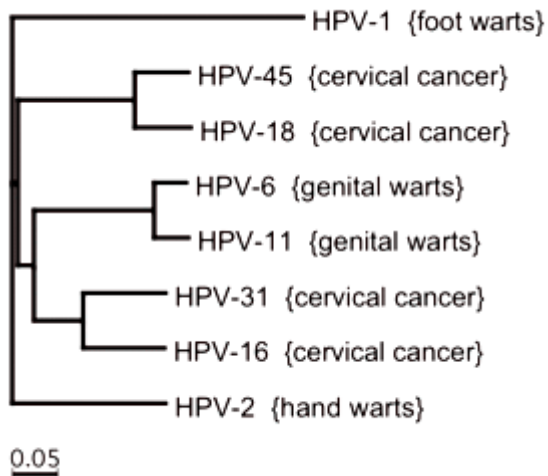 HPV-1 {foot warts}
HPV-45 {cervical cancer}
HPV-18 {cervical cancer}
HPV-6 {genital warts}
HPV-11 {genital warts}
HPV-31 {cervical cancer}
HPV-16 {cervical cancer}
HPV-2 {hand warts}
0.05